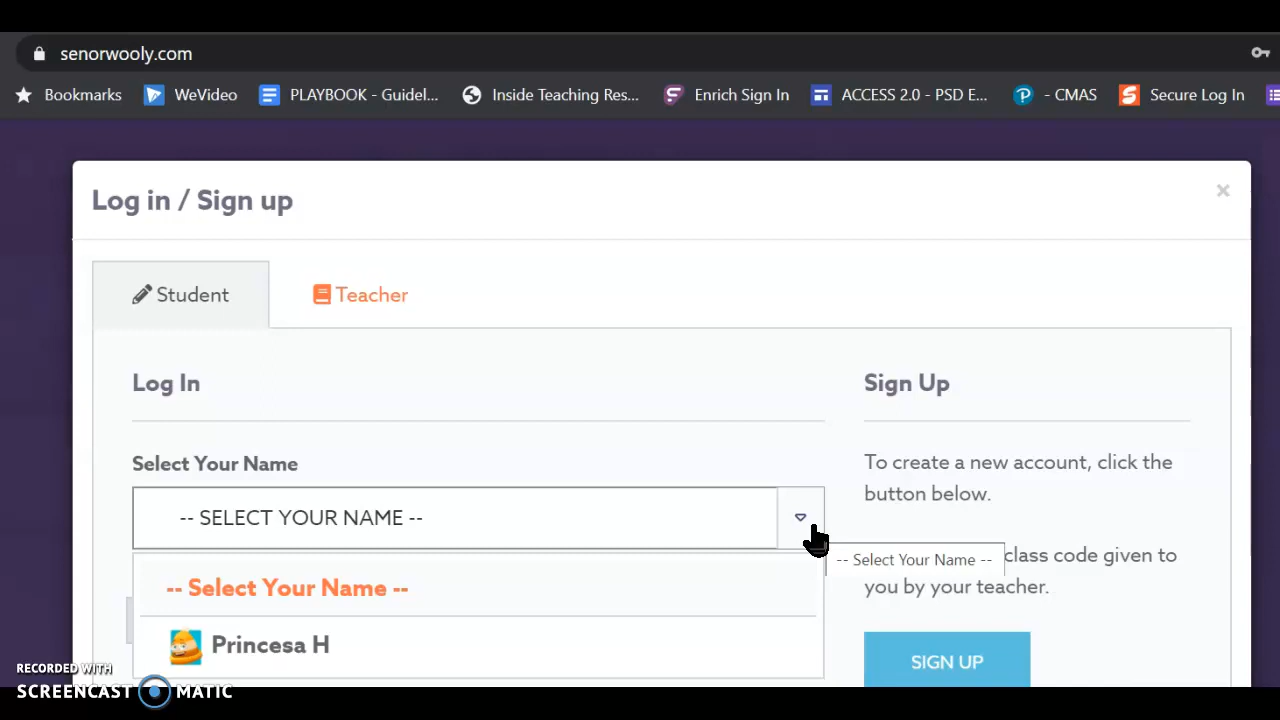 senorwooly.com
Bookmarks WeVideo PLAYBOOK - Guidel... Inside Teaching Res... Enrich Sign In ACCESS 2.0 - PSD E... - CMAS Secure Log In
Log in / Sign up
×
Student Teacher
Log In
Select Your Name
-- SELECT YOUR NAME --
-- Select Your Name --
Princesa H
Sign Up
To create a new account, click the
button below.
-- Select Your Name -- class code given to
you by your teacher.
SIGN UP
RECORDED WITH
SCREENCAST MATIC